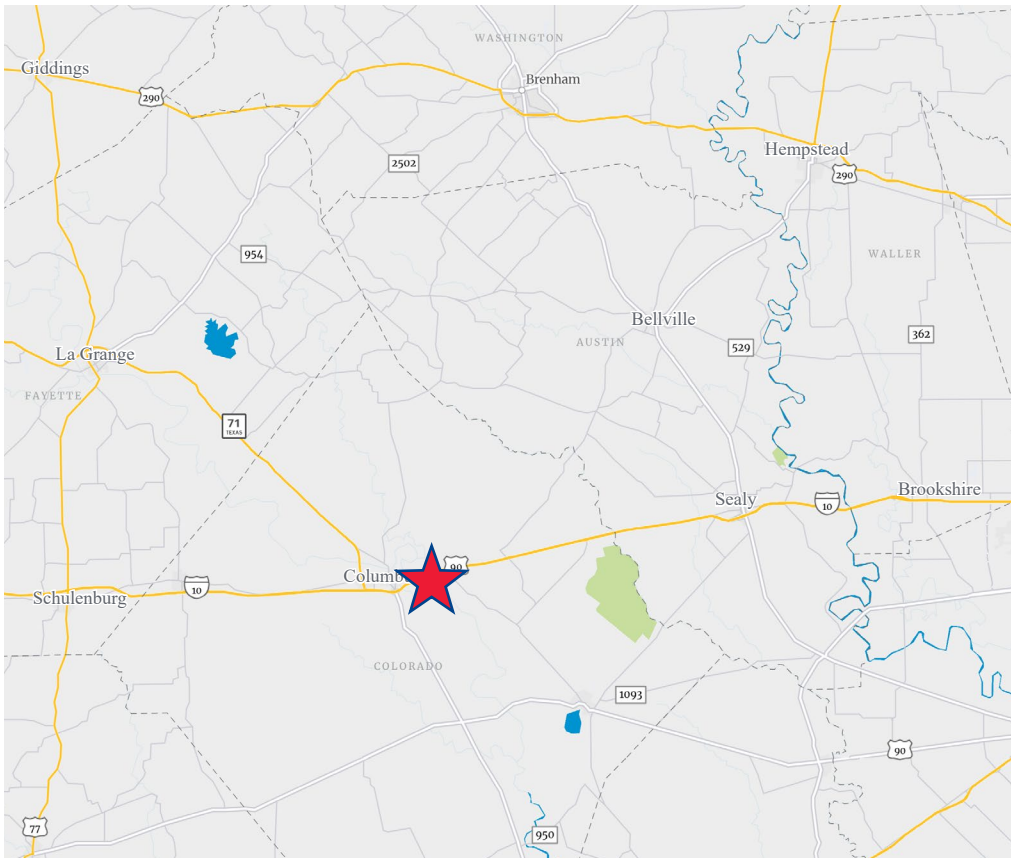 WASHINGTON
Giddings
Brenham
290
Hempstead
2502
290
954
WALLER
Bellville
362
AUSTIN
529
La Grange
FAYETTE
71
TEXAS
Brookshire
Sealy
10
90
10
Schulenburg
COLORADO
1093
90
77
950